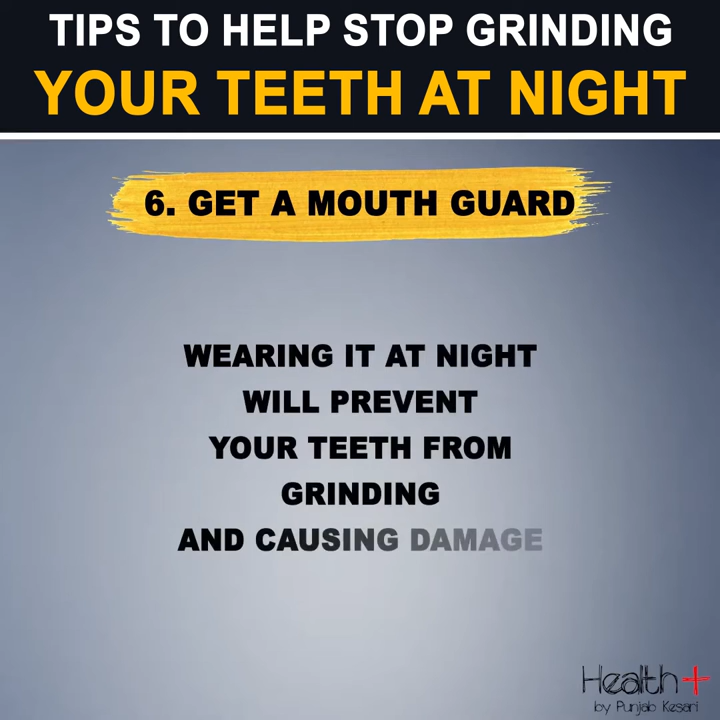 TIPS TO HELP STOP GRINDING
YOUR TEETH AT NIGHT
6. GET A MOUTH GUARD
WEARING IT AT NIGHT
WILL PREVENT
YOUR TEETH FROM
GRINDING
AND CAUSING DAMAGE
Health+
by Punjab Kesari